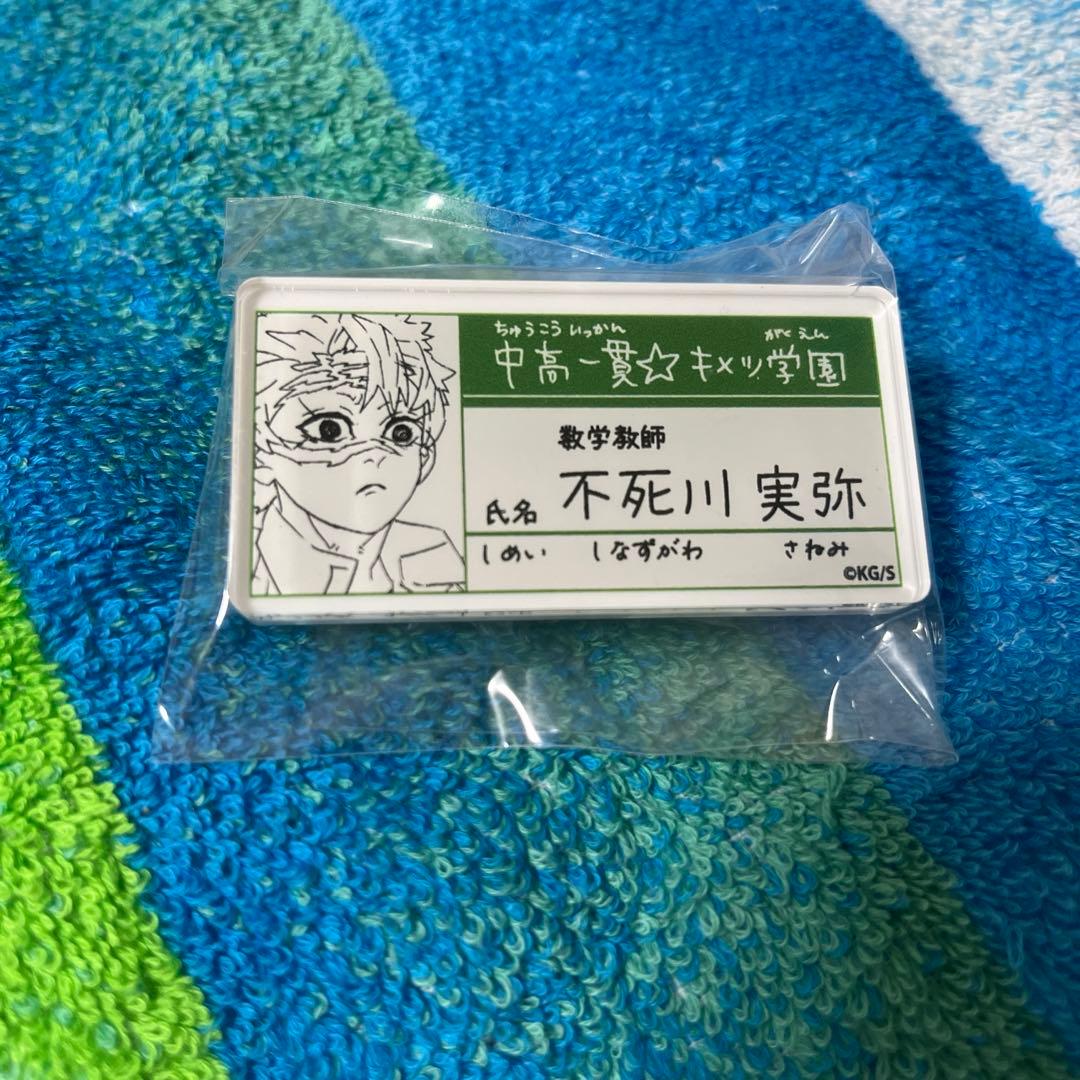 ちゅうこういっかん がくえん
中高一貫☆キメツ学園
数学教師
氏名 不死川 実弥
しめい しなずがわ さねみ
©KG/S